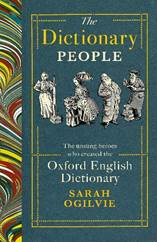 The
Dictionary
PEOPLE
The unsung heroes
who created the
Oxford English
Dictionary
SARAH
OGILVIE